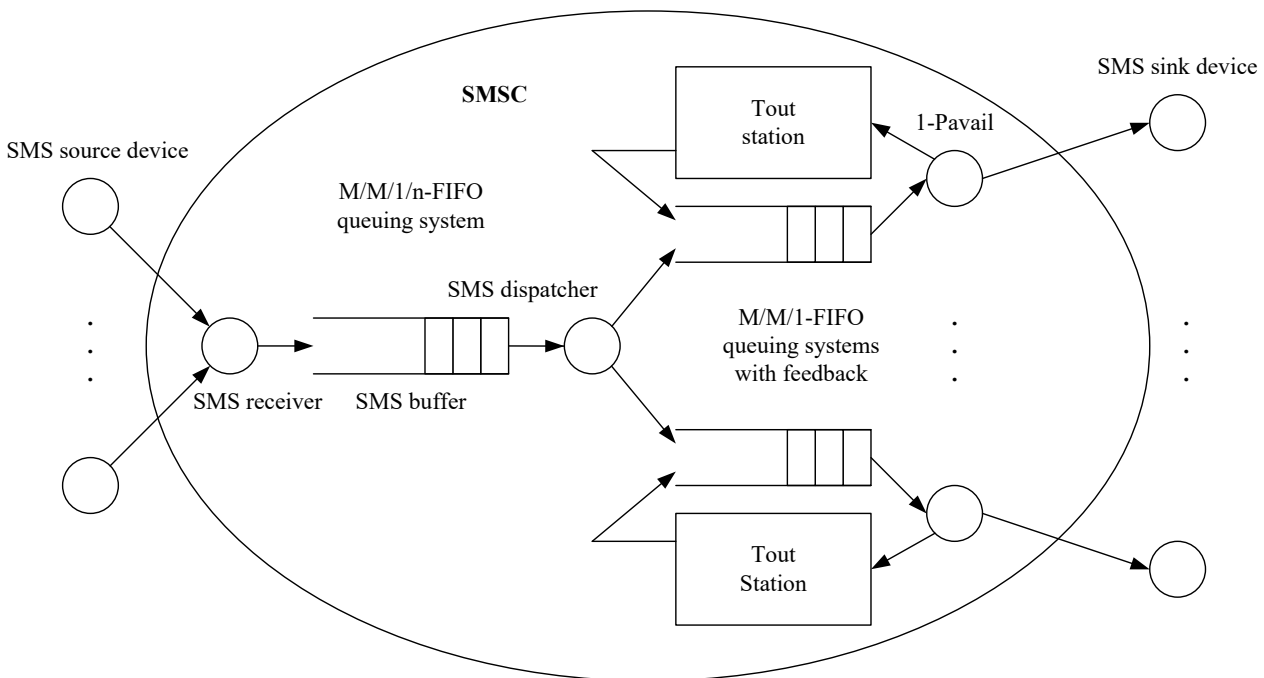 SMSC
SMS sink device
Tout
station
1-Pavail
SMS source device
M/M/1/n-FIFO
queuing system
SMS dispatcher
M/M/1-FIFO
queuing systems
with feedback
SMS receiver
SMS buffer
Tout
Station